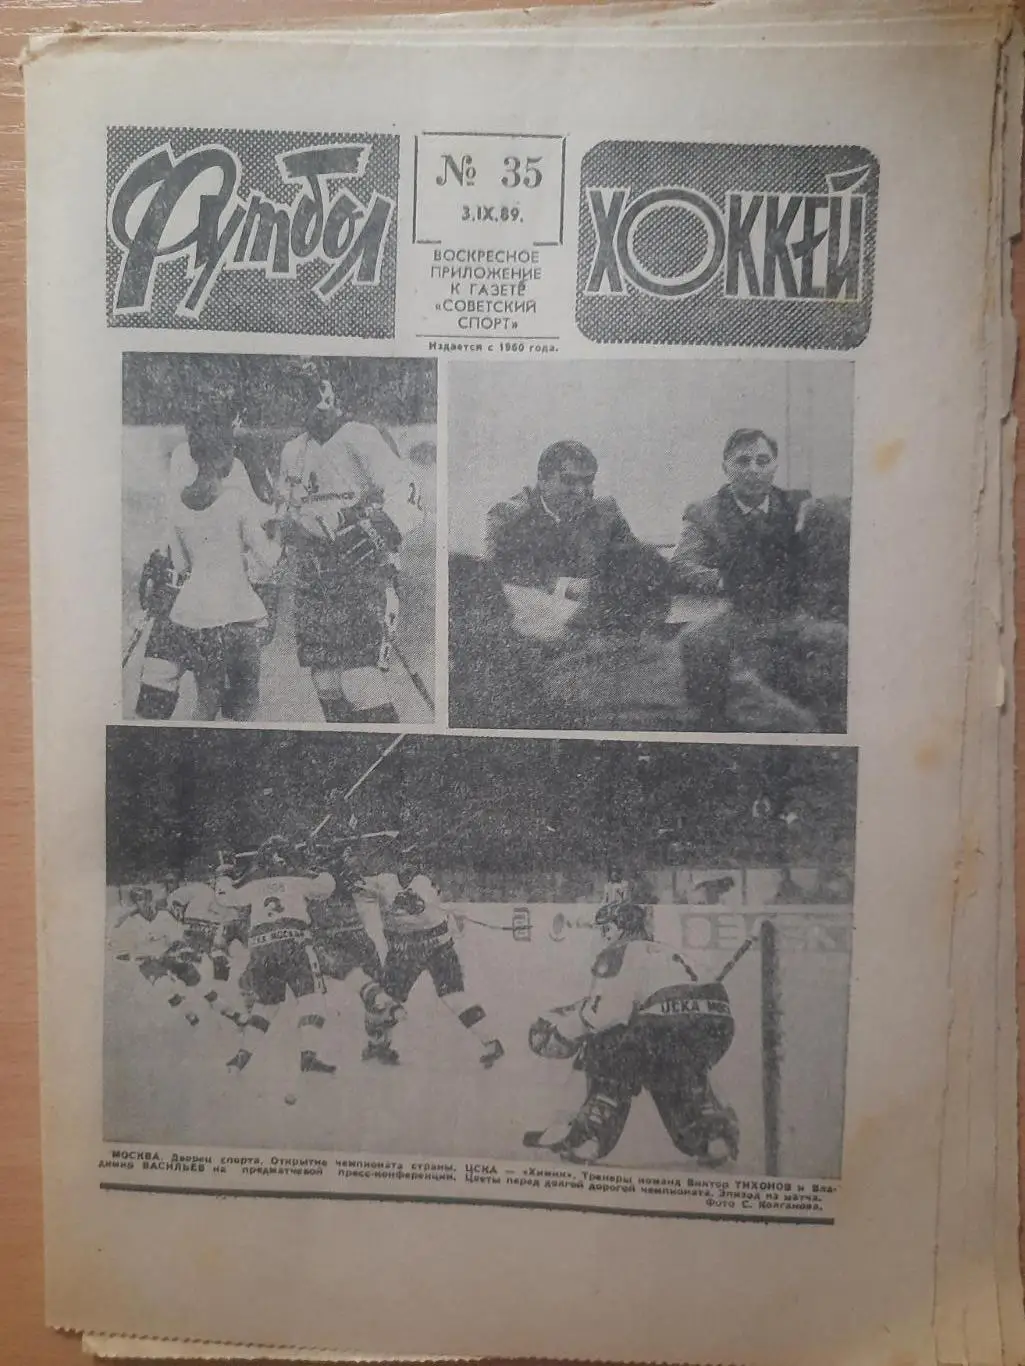 Футбол
№ 35
3.IX.89.
ВОСКРЕСНОЕ
ПРИЛОЖЕНИЕ
К ГАЗЕТЕ
«СОВЕТСКИЙ
СПОРТ»
Издается с 1960 года.
ХОККЕЙ
3
ЦСКА
МОСКВА. Дворец спорта. Открытие чемпионата страны. ЦСКА — «Химик». Тренеры команд Виктор ТИХОНОВ и Вла-
димир ВАСИЛЬЕВ на предматчевой пресс-конференции. Цветы перед долгой дорогой чемпионата. Эпизод из матча.
Фото С. Колганова.